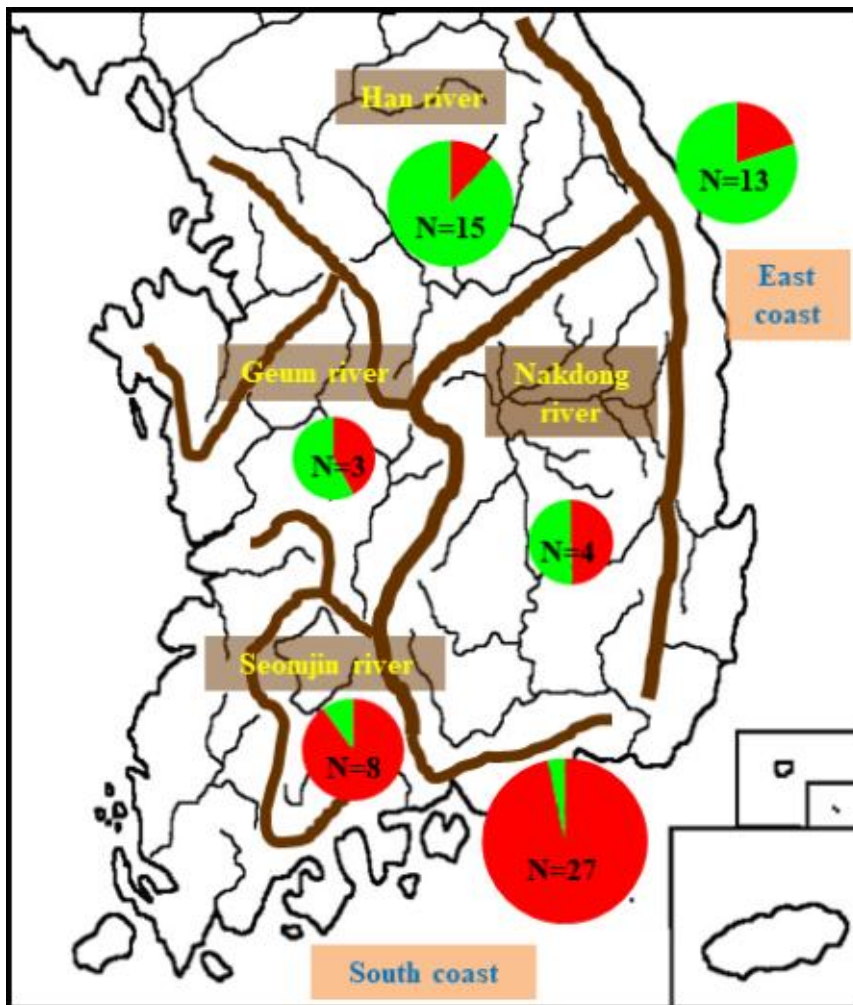 Han river
N=15
N=13
East
coast
Geum river
Nakdong
river
N=3
N=4
Seomjin river
N=8
N=27
South coast